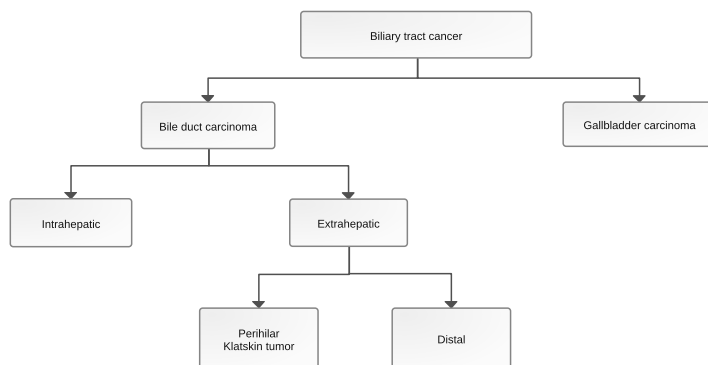 Biliary tract cancer
Bile duct carcinoma
Gallbladder carcinoma
Intrahepatic
Extrahepatic
Perihilar
Klatskin tumor
Distal